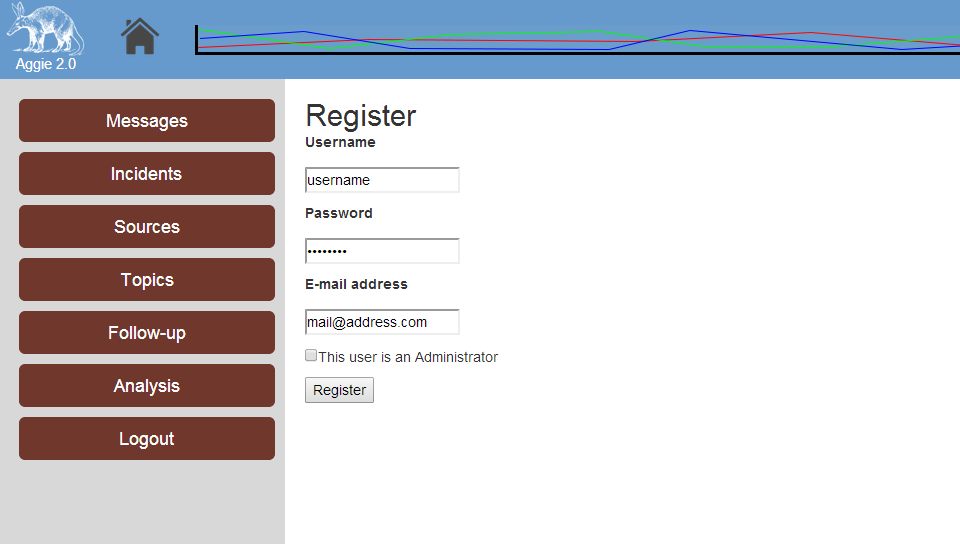 Aggie 2.0
Messages
Incidents
Sources
Topics
Follow-up
Analysis
Logout
Register
Username
username
Password
••••••••
E-mail address
mail@address.com
This user is an Administrator
Register